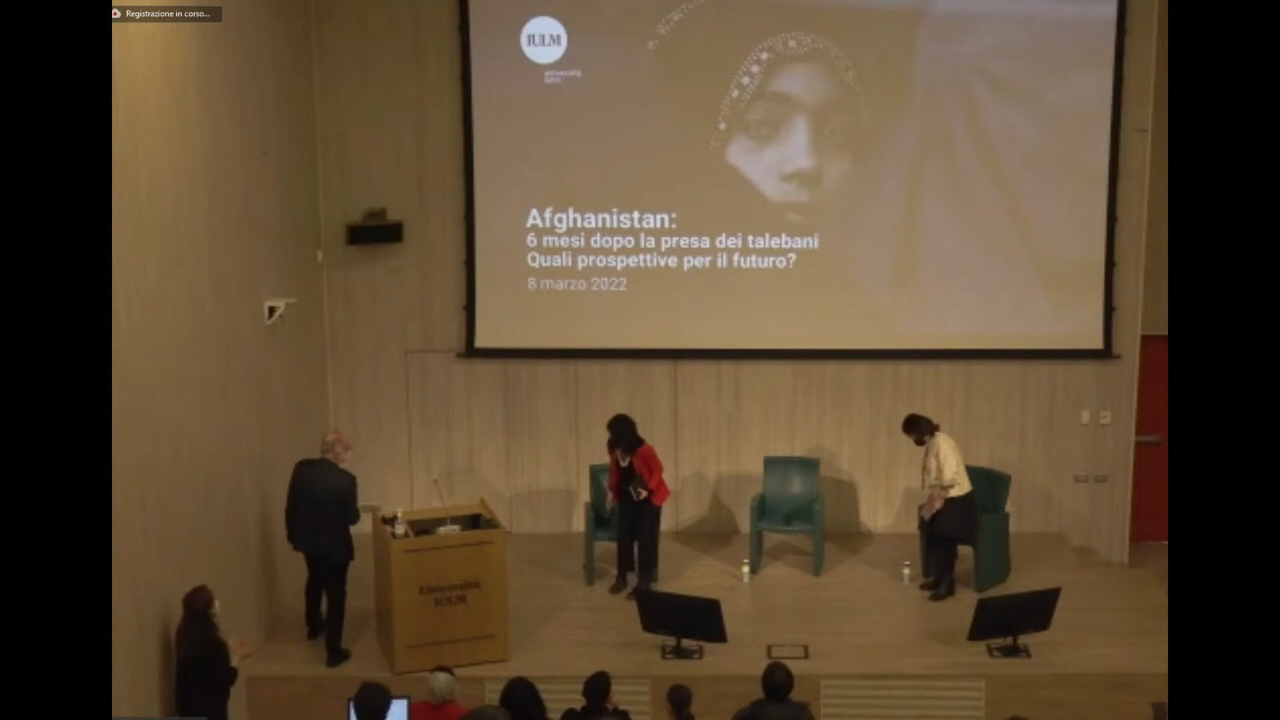 Registrazione in corso...
IULM
Afghanistan:
6 mesi dopo la presa dei talebani
Quali prospettive per il futuro?
8 marzo 2022
Università
IULM